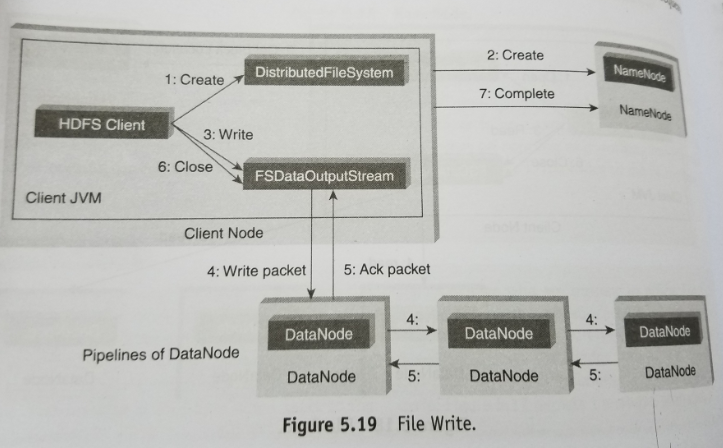 DistributedFileSystem
2: Create
NameNode
1: Create
7: Complete
NameNode
HDFS Client
3: Write
6: Close
FSDataOutputStream
Client JVM
Client Node
4: Write packet
5: Ack packet
4:
4:
DataNode
DataNode
DataNode
Pipelines of DataNode
DataNode
5:
DataNode
5:
DataNode
Figure 5.19 File Write.